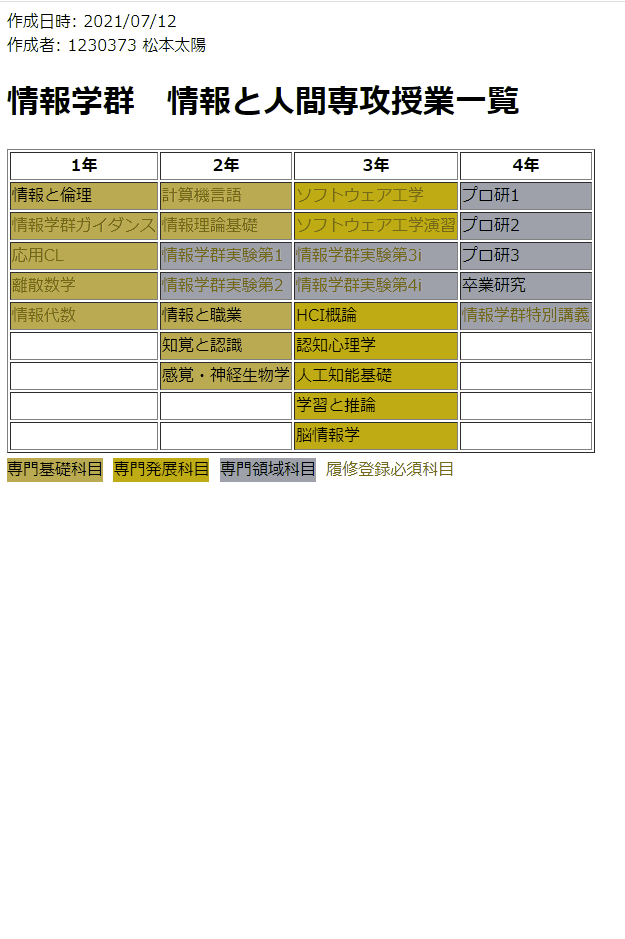 作成日時: 2021/07/12
作成者: 1230373 松本太陽
情報学群　情報と人間専攻授業一覧
1年 2年 3年 4年
情報と倫理 計算機言語 ソフトウェア工学 プロ研1
情報学群ガイダンス 情報理論基礎 ソフトウェア工学演習 プロ研2
応用CL 情報学群実験第1 情報学群実験第3i プロ研3
離散数学 情報学群実験第2 情報学群実験第4i 卒業研究
情報代数 情報と職業 HCI概論 情報学群特別講義
知覚と認識 認知心理学
感覚・神経生物学 人工知能基礎
学習と推論
脳情報学
専門基礎科目 専門発展科目 専門領域科目 履修登録必須科目